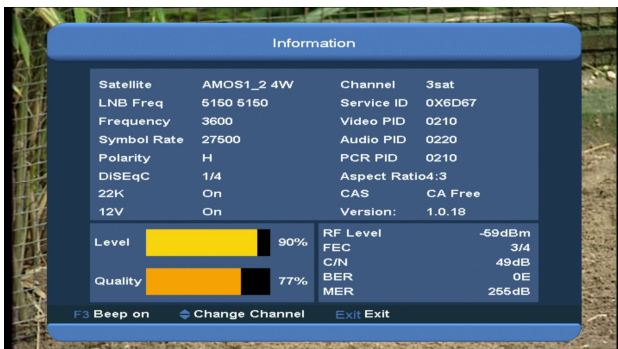 Information
Satellite AMOS1_2 4W Channel 3sat
LNB Freq 5150 5150 Service ID 0X6D67
Frequency 3600 Video PID 0210
Symbol Rate 27500 Audio PID 0220
Polarity H PCR PID 0210
DiSEqC 1/4 Aspect Ratio4:3
22K On CAS CA Free
12V On Version: 1.0.18
Level 90%
Quality 77%
RF Level -59dBm
FEC 3/4
C/N 49dB
BER 0E
MER 255dB
F3 Beep on Change Channel Exit Exit